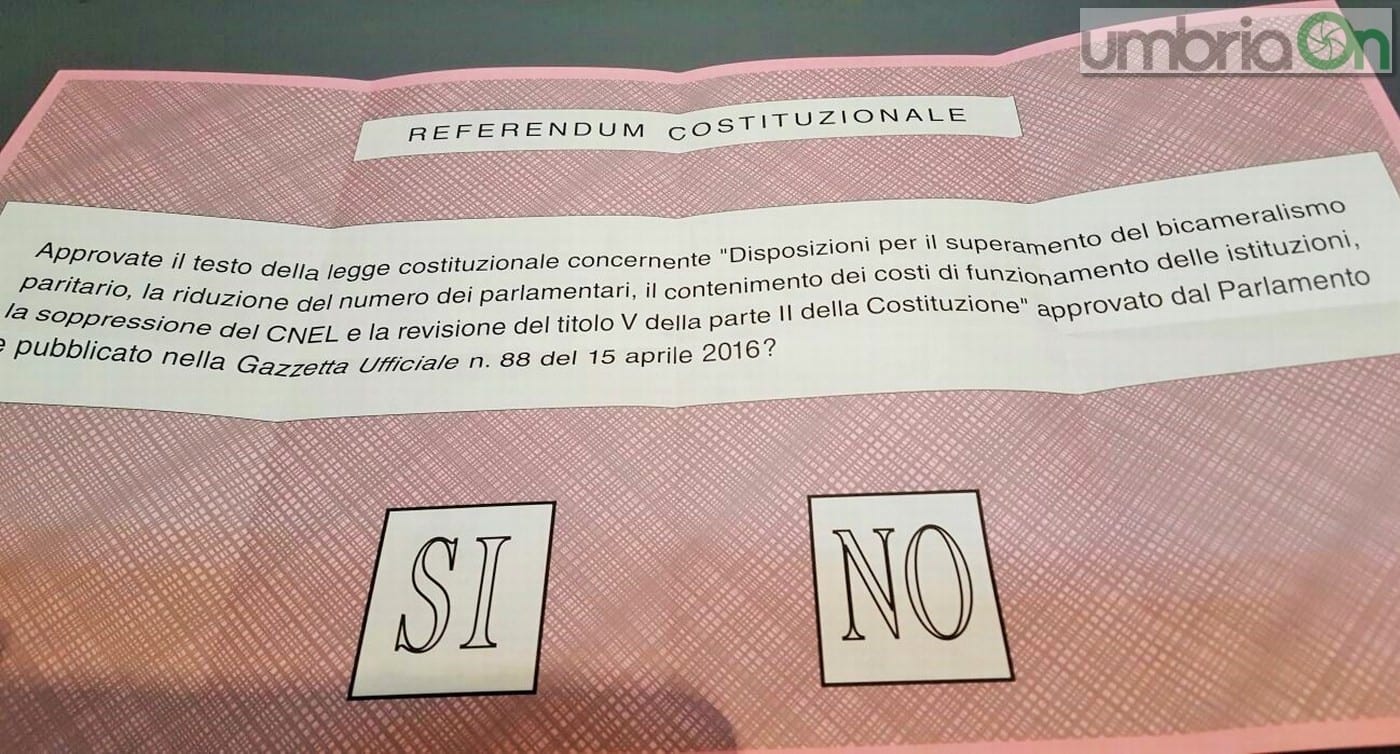 umbriaOn
REFERENDUM COSTITUZIONALE
Approvate il testo della legge costituzionale concernente "Disposizioni per il superamento del bicameralismo
paritario, la riduzione del numero dei parlamentari, il contenimento dei costi di funzionamento delle istituzioni,
la soppressione del CNEL e la revisione del titolo V della parte II della Costituzione" approvato dal Parlamento
e pubblicato nella Gazzetta Ufficiale n. 88 del 15 aprile 2016?
SI
NO